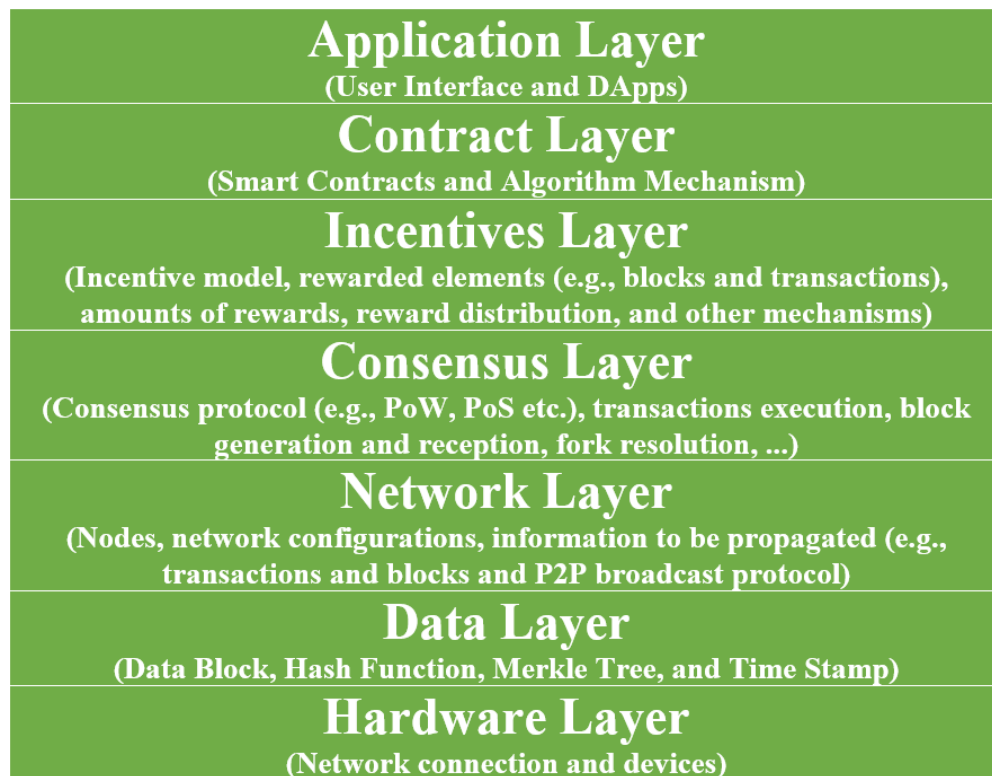 Application Layer
(User Interface and DApps)
Contract Layer
(Smart Contracts and Algorithm Mechanism)
Incentives Layer
(Incentive model, rewarded elements (e.g., blocks and transactions),
amounts of rewards, reward distribution, and other mechanisms)
Consensus Layer
(Consensus protocol (e.g., PoW, PoS etc.), transactions execution, block
generation and reception, fork resolution, ...)
Network Layer
(Nodes, network configurations, information to be propagated (e.g.,
transactions and blocks and P2P broadcast protocol)
Data Layer
(Data Block, Hash Function, Merkle Tree, and Time Stamp)
Hardware Layer
(Network connection and devices)